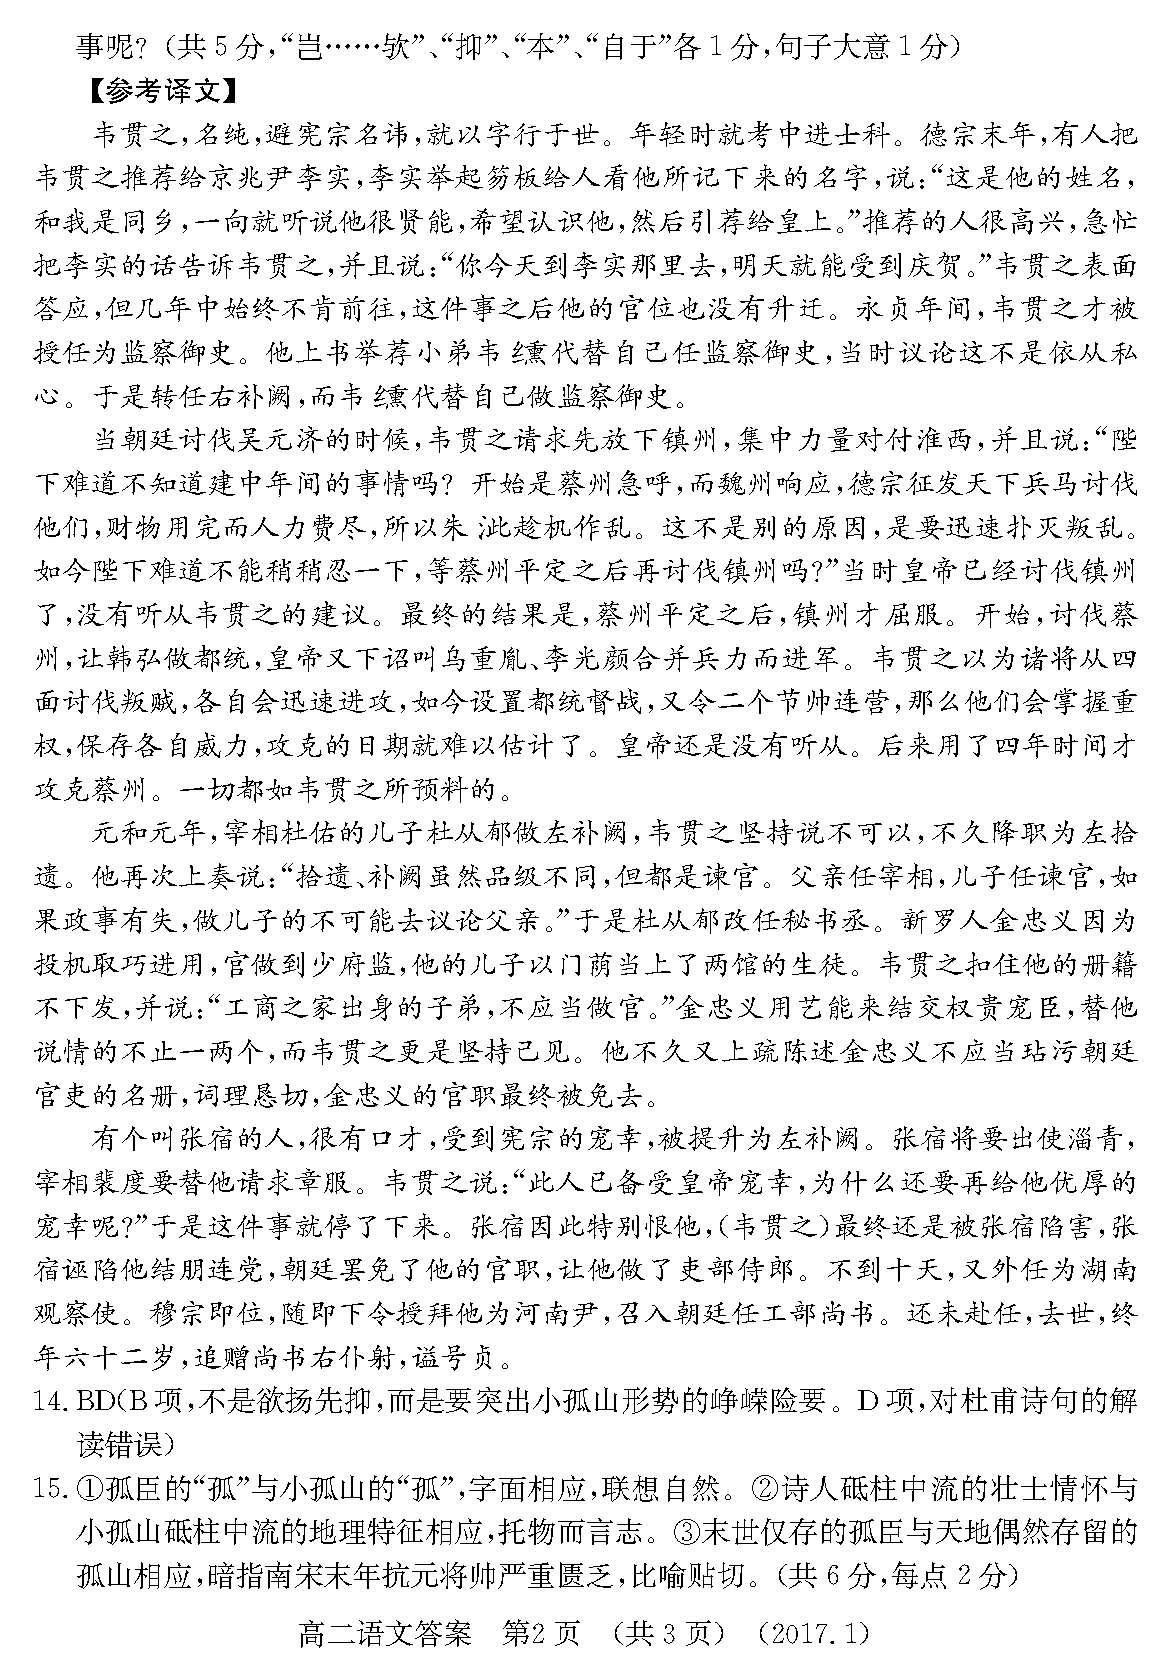 事呢？(共5分,“岂……欤”、“抑”、“本”、“自于”各1分,句子大意1分)
【参考译文】
韦贯之,名纯,避宪宗名讳,就以字行于世。年轻时就考中进士科。德宗末年,有人把
韦贯之推荐给京兆尹李实,李实举起笏板给人看他所记下来的名字,说:“这是他的姓名,
和我是同乡,一向就听说他很贤能,希望认识他,然后引荐给皇上。”推荐的人很高兴,急忙
把李实的话告诉韦贯之,并且说:“你今天到李实那里去,明天就能受到庆贺。”韦贯之表面
答应,但几年中始终不肯前往,这件事之后他的官位也没有升迁。永贞年间,韦贯之才被
授任为监察御史。他上书举荐小弟韦纁代替自己任监察御史,当时议论这不是依从私
心。于是转任右补阙,而韦纁代替自己做监察御史。
当朝廷讨伐吴元济的时候,韦贯之请求先放下镇州,集中力量对付淮西,并且说:“陛
下难道不知道建中年间的事情吗？开始是蔡州急呼,而魏州响应,德宗征发天下兵马讨伐
他们,财物用完而人力费尽,所以朱泚趁机作乱。这不是别的原因,是要迅速扑灭叛乱。
如今陛下难道不能稍稍忍一下,等蔡州平定之后再讨伐镇州吗？”当时皇帝已经讨伐镇州
了,没有听从韦贯之的建议。最终的结果是,蔡州平定之后,镇州才屈服。开始,讨伐蔡
州,让韩弘做都统,皇帝又下诏叫乌重胤、李光颜合并兵力而进军。韦贯之以为诸将从四
面讨伐叛贼,各自会迅速进攻,如今设置都统督战,又令二个节帅连营,那么他们会掌握重
权,保存各自威力,攻克的日期就难以估计了。皇帝还是没有听从。后来用了四年时间才
攻克蔡州。一切都如韦贯之所预料的。
元和元年,宰相杜佑的儿子杜从郁做左补阙,韦贯之坚持说不可以,不久降职为左拾
遗。他再次上奏说:“拾遗、补阙虽然品级不同,但都是谏官。父亲任宰相,儿子任谏官,如
果政事有失,做儿子的不可能去议论父亲。”于是杜从郁改任秘书丞。新罗人金忠义因为
投机取巧进用,官做到少府监,他的儿子以门荫当上了两馆的生徒。韦贯之扣住他的册籍
不下发,并说:“工商之家出身的子弟,不应当做官。”金忠义用艺能来结交权贵宠臣,替他
说情的不止一两个,而韦贯之更是坚持己见。他不久又上疏陈述金忠义不应当玷污朝廷
官吏的名册,词理恳切,金忠义的官职最终被免去。
有个叫张宿的人,很有口才,受到宪宗的宠幸,被提升为左补阙。张宿将要出使淄青,
宰相裴度要替他请求章服。韦贯之说:“此人已备受皇帝宠幸,为什么还要再给他优厚的
宠幸呢？”于是这件事就停了下来。张宿因此特别恨他,(韦贯之)最终还是被张宿陷害,张
宿诬陷他结朋连党,朝廷罢免了他的官职,让他做了吏部侍郎。不到十天,又外任为湖南
观察使。穆宗即位,随即下令授拜他为河南尹,召入朝廷任工部尚书。还未赴任,去世,终
年六十二岁,追赠尚书右仆射,谥号贞。
14. BD(B项,不是欲扬先抑,而是要突出小孤山形势的峥嵘险要。D项,对杜甫诗句的解
读错误)
15. ①孤臣的“孤”与小孤山的“孤”,字面相应,联想自然。②诗人砥柱中流的壮士情怀与
小孤山砥柱中流的地理特征相应,托物而言志。③末世仅存的孤臣与天地偶然存留的
孤山相应,暗指南宋末年抗元将帅严重匮乏,比喻贴切。(共6分,每点2分)
高二语文答案 第2页 (共3页) (2017.1)